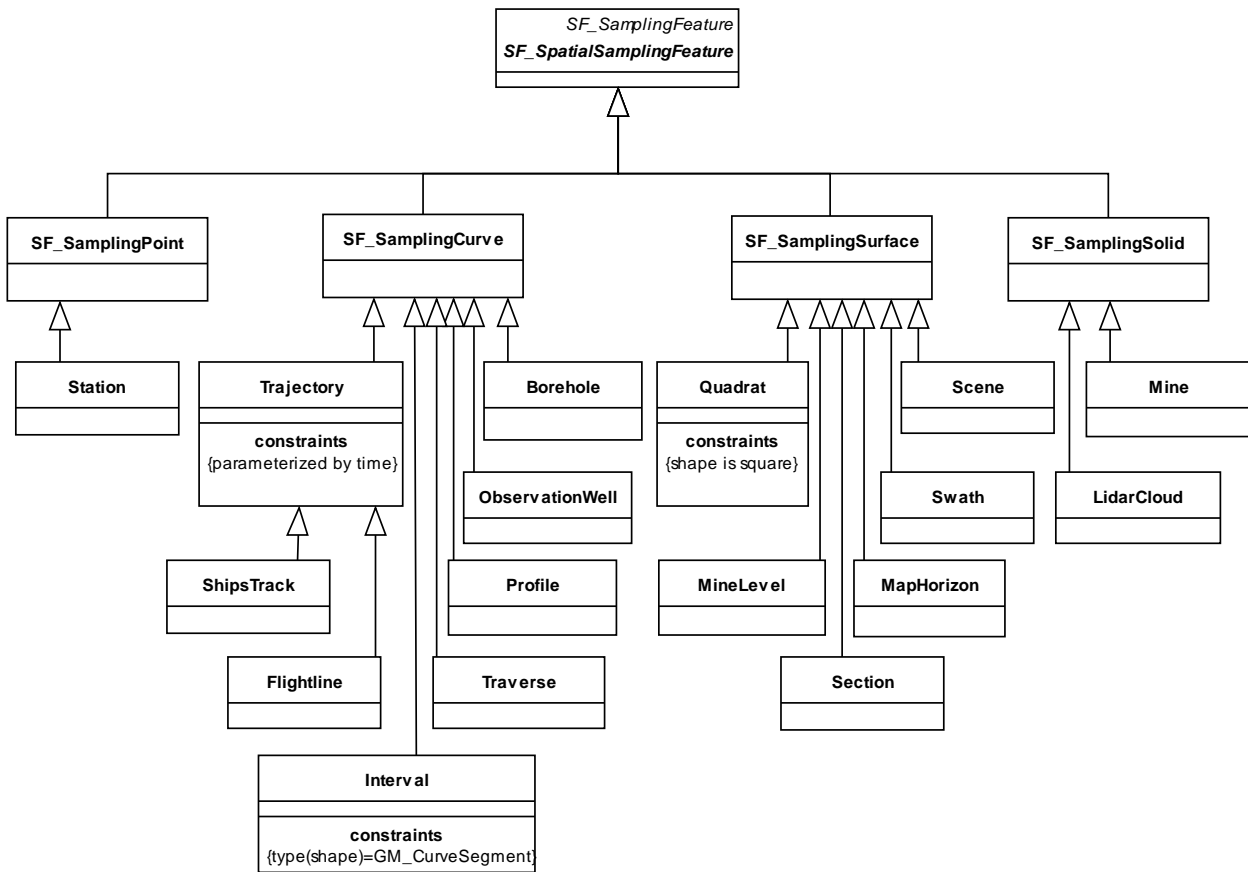 SF_SamplingFeature
SF_SpatialSamplingFeature
SF_SamplingPoint
SF_SamplingCurve
SF_SamplingSurface
SF_SamplingSolid
Station
Trajectory
constraints
{parameterized by time}
Borehole
Quadrat
constraints
{shape is square}
Scene
Mine
ObservationWell
Swath
LidarCloud
ShipsTrack
Profile
MineLevel
MapHorizon
Flightline
Traverse
Section
Interval
constraints
{type(shape)=GM_CurveSegment}